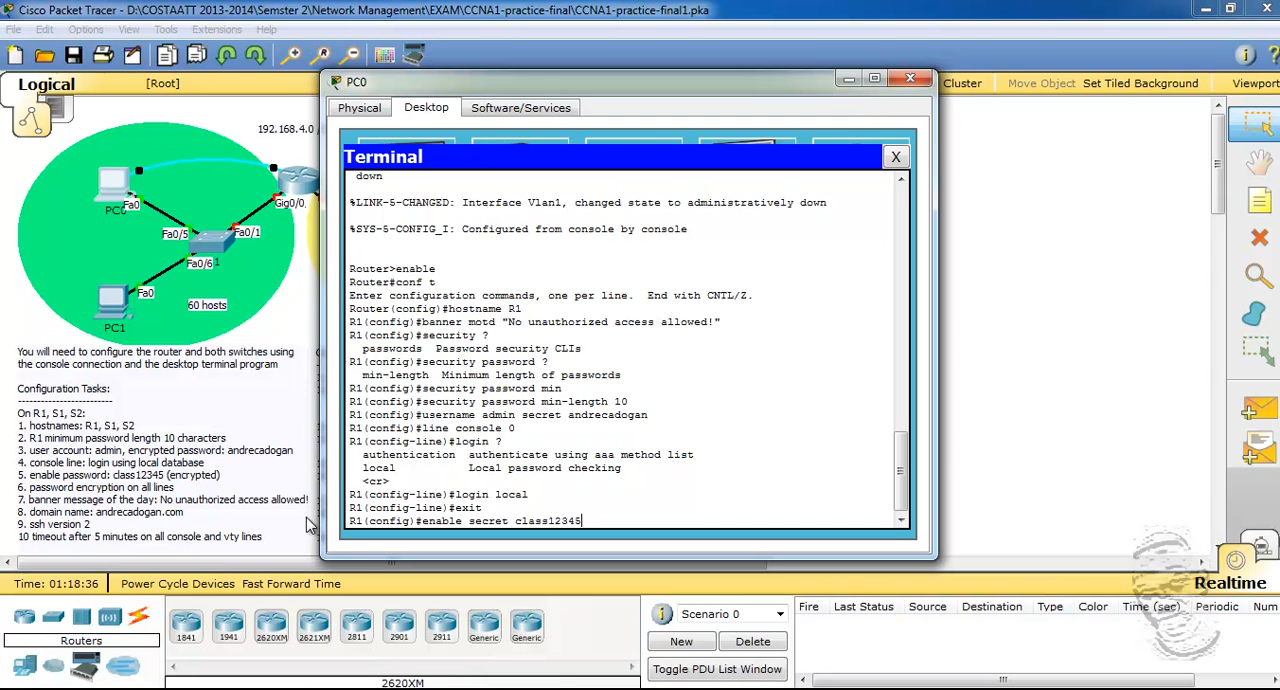 Cisco Packet Tracer - D:\COSTAATT 2013-2014\Semster 2\Network Management\EXAM\CCNA1-practice-final\CCNA1-practice-final1.pka
File Edit Options View Tools Extensions Help
Logical [Root] Cluster Move Object Set Tiled Background Viewport
PC0
Physical Desktop Software/Services
Terminal X
down
%LINK-5-CHANGED: Interface Vlan1, changed state to administratively down
%SYS-5-CONFIG_I: Configured from console by console
Router>enable
Router#conf t
Enter configuration commands, one per line.  End with CNTL/Z.
Router(config)#hostname R1
R1(config)#banner motd "No unauthorized access allowed!"
R1(config)#security ?
passwords  Password security CLIs
R1(config)#security password ?
min-length  Minimum length of passwords
R1(config)#security password min
R1(config)#security password min-length 10
R1(config)#username admin secret andrecadogan
R1(config)#line console 0
R1(config-line)#login ?
authentication  authenticate using aaa method list
local           Local password checking
<cr>
R1(config-line)#login local
R1(config-line)#exit
R1(config)#enable secret class12345
192.168.4.0 /
PC0
Fa0
Gig0/0
Fa0/5
Fa0/1
Fa0/6
1
Fa0
PC1
60 hosts
You will need to configure the router and both switches using
the console connection and the desktop terminal program
Configuration Tasks:
----------------------
On R1, S1, S2:
1. hostnames: R1, S1, S2
2. R1 minimum password length 10 characters
3. user account: admin, encrypted password: andrecadogan
4. console line: login using local database
5. enable password: class12345 (encrypted)
6. password encryption on all lines
7. banner message of the day: No unauthorized access allowed!
8. domain name: andrecadogan.com
9. ssh version 2
10 timeout after 5 minutes on all console and vty lines
Time: 01:18:36 Power Cycle Devices Fast Forward Time Realtime
Routers
1841 1941 2620XM 2621XM 2811 2901 2911 Generic Generic
2620XM
Scenario 0
New Delete
Toggle PDU List Window
Fire Last Status Source Destination Type Color Time (sec) Periodic Num